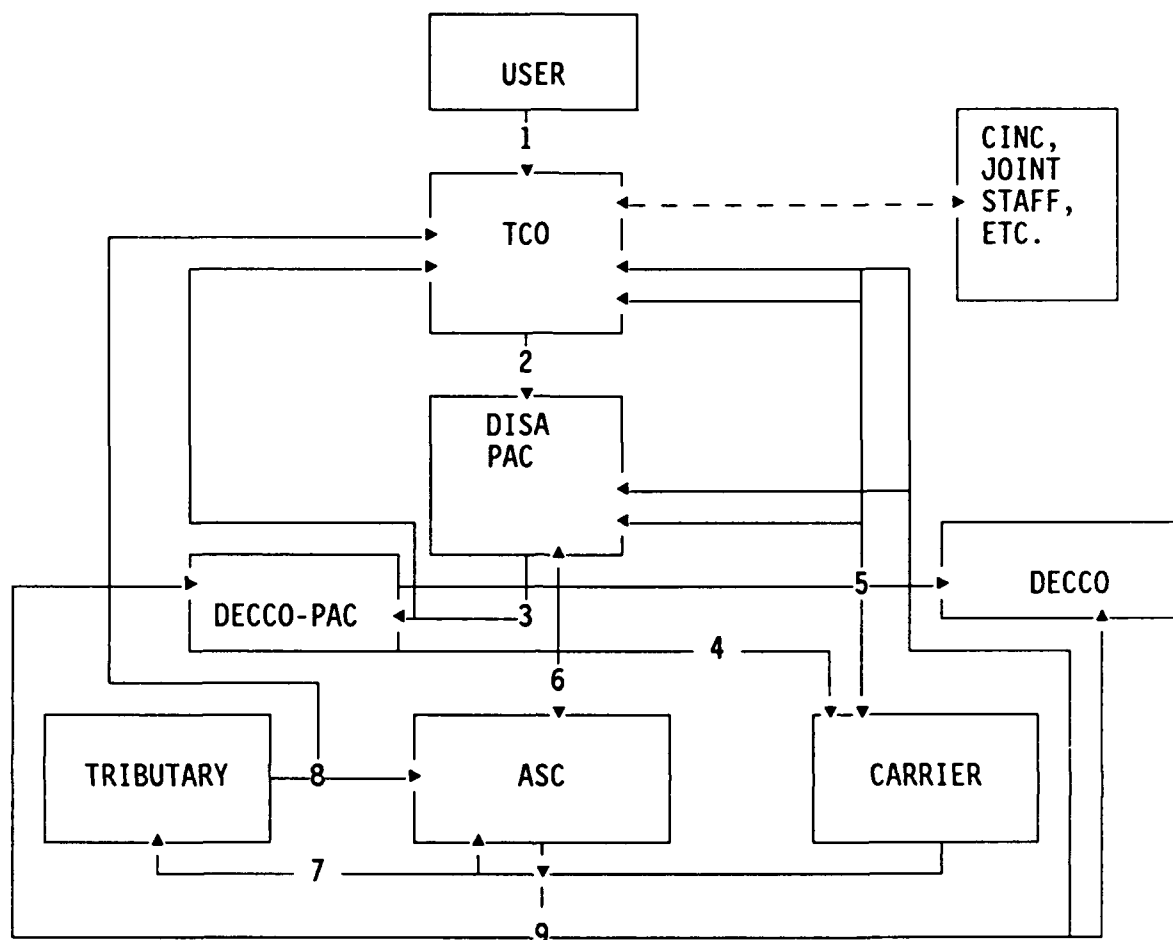 USER
1
CINC,
JOINT
STAFF,
ETC.
TCO
2
DISA
PAC
5
DECCO
DECCO-PAC
3
4
6
TRIBUTARY
8
ASC
CARRIER
7
9